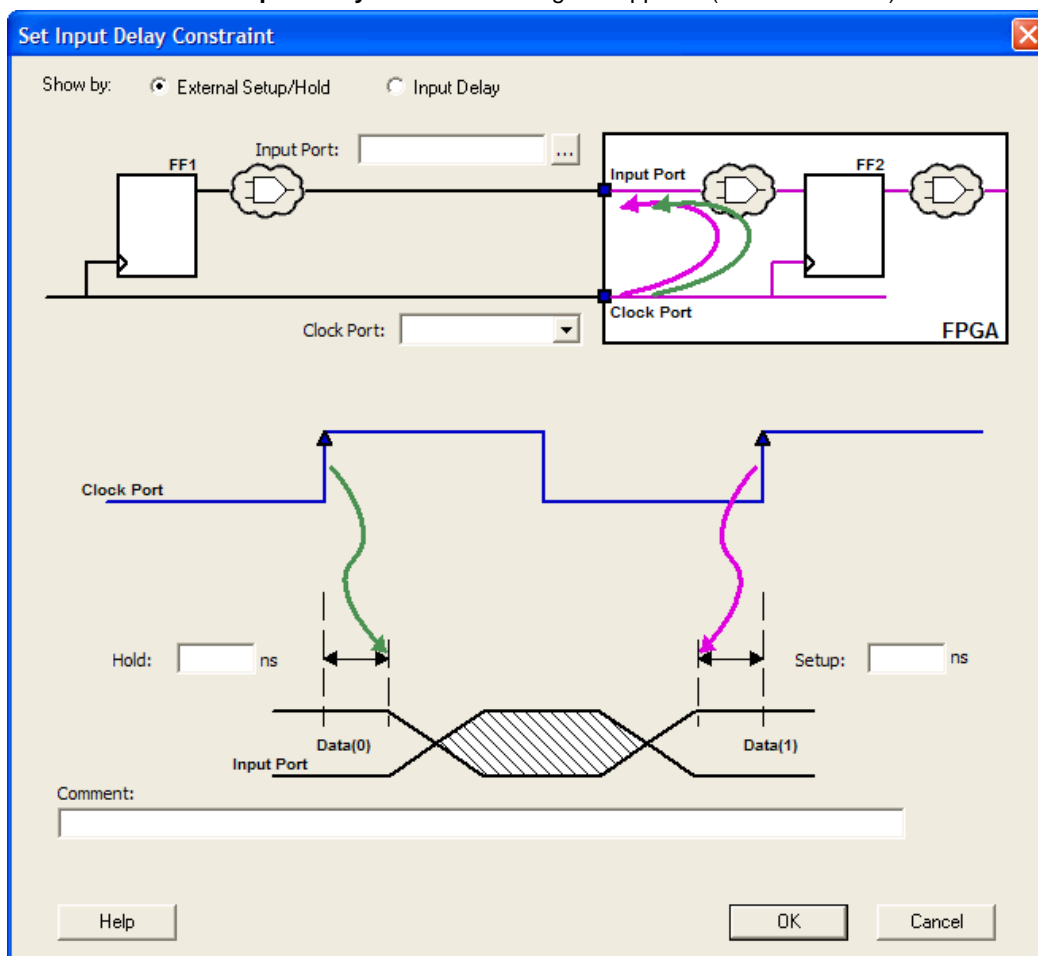 Set Input Delay Constraint
Show by: External Setup/Hold Input Delay
Input Port: ...
FF1
Input Port
FF2
Clock Port
Clock Port:
FPGA
Clock Port
Hold: ns
Setup: ns
Data(0)
Data(1)
Input Port
Comment:
Help
OK
Cancel